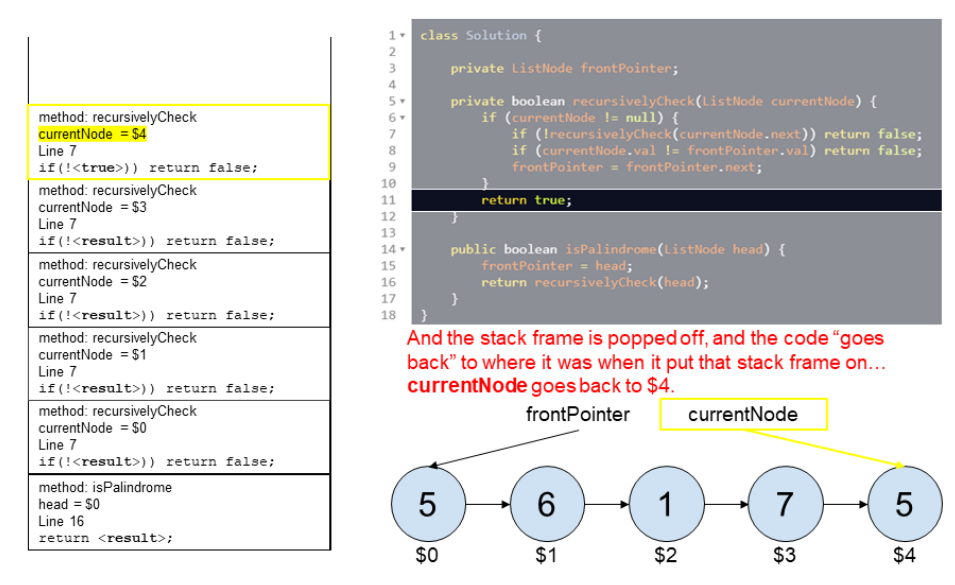 method: recursivelyCheck
currentNode = $4
Line 7
if(!<true>)) return false;
method: recursivelyCheck
currentNode = $3
Line 7
if(!<result>)) return false;
method: recursivelyCheck
currentNode = $2
Line 7
if(!<result>)) return false;
method: recursivelyCheck
currentNode = $1
Line 7
if(!<result>)) return false;
method: recursivelyCheck
currentNode = $0
Line 7
if(!<result>)) return false;
method: isPalindrome
head = $0
Line 16
return <result>;
1 class Solution {
2
3 private ListNode frontPointer;
4
5 private boolean recursivelyCheck(ListNode currentNode) {
6 if (currentNode != null) {
7 if (!recursivelyCheck(currentNode.next)) return false;
8 if (currentNode.val != frontPointer.val) return false;
9 frontPointer = frontPointer.next;
10 }
11 return true;
12 }
13
14 public boolean isPalindrome(ListNode head) {
15 frontPointer = head;
16 return recursivelyCheck(head);
17 }
18 }
And the stack frame is popped off, and the code “goes
back” to where it was when it put that stack frame on…
currentNode goes back to $4.
frontPointer currentNode
5 6 1 7 5
$0 $1 $2 $3 $4